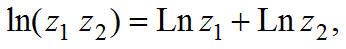 ln(z₁ z₂) = Ln z₁ + Ln z₂,